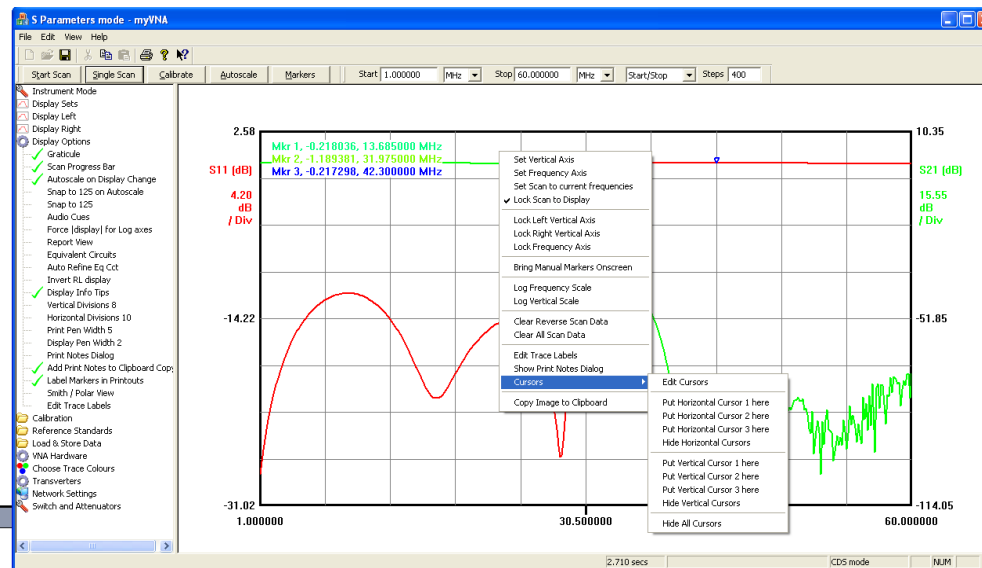 S Parameters mode - myVNA
File Edit View Help
Start Scan Single Scan Calibrate Autoscale Markers Start 1.000000 MHz Stop 60.000000 MHz Start/Stop Steps 400
Instrument Mode
Display Sets
Display Left
Display Right
Display Options
Graticule
Scan Progress Bar
Autoscale on Display Change
Snap to 125 on Autoscale
Snap to 125
Audio Cues
Force |display| for Log axes
Report View
Equivalent Circuits
Auto Refine Eq Cct
Invert RL display
Display Info Tips
Vertical Divisions 8
Horizontal Divisions 10
Print Pen Width 5
Display Pen Width 2
Print Notes Dialog
Add Print Notes to Clipboard Copy
Label Markers in Printouts
Smith / Polar View
Edit Trace Labels
Calibration
Reference Standards
Load & Store Data
VNA Hardware
Choose Trace Colours
Transverters
Network Settings
Switch and Attenuators
2.58
S11 (dB)
4.20
dB
/ Div
-14.22
-31.02
Mkr 1, -0.218036, 13.685000 MHz
Mkr 2, -1.189381, 31.975000 MHz
Mkr 3, -0.217298, 42.300000 MHz
10.35
S21 (dB)
15.55
dB
/ Div
-51.85
-114.05
1.000000 30.500000 60.000000
Set Vertical Axis
Set Frequency Axis
Set Scan to current frequencies
Lock Scan to Display
Lock Left Vertical Axis
Lock Right Vertical Axis
Lock Frequency Axis
Bring Manual Markers Onscreen
Log Frequency Scale
Log Vertical Scale
Clear Reverse Scan Data
Clear All Scan Data
Edit Trace Labels
Show Print Notes Dialog
Cursors
Copy Image to Clipboard
Edit Cursors
Put Horizontal Cursor 1 here
Put Horizontal Cursor 2 here
Put Horizontal Cursor 3 here
Hide Horizontal Cursors
Put Vertical Cursor 1 here
Put Vertical Cursor 2 here
Put Vertical Cursor 3 here
Hide Vertical Cursors
Hide All Cursors
2.710 secs CDS mode NUM